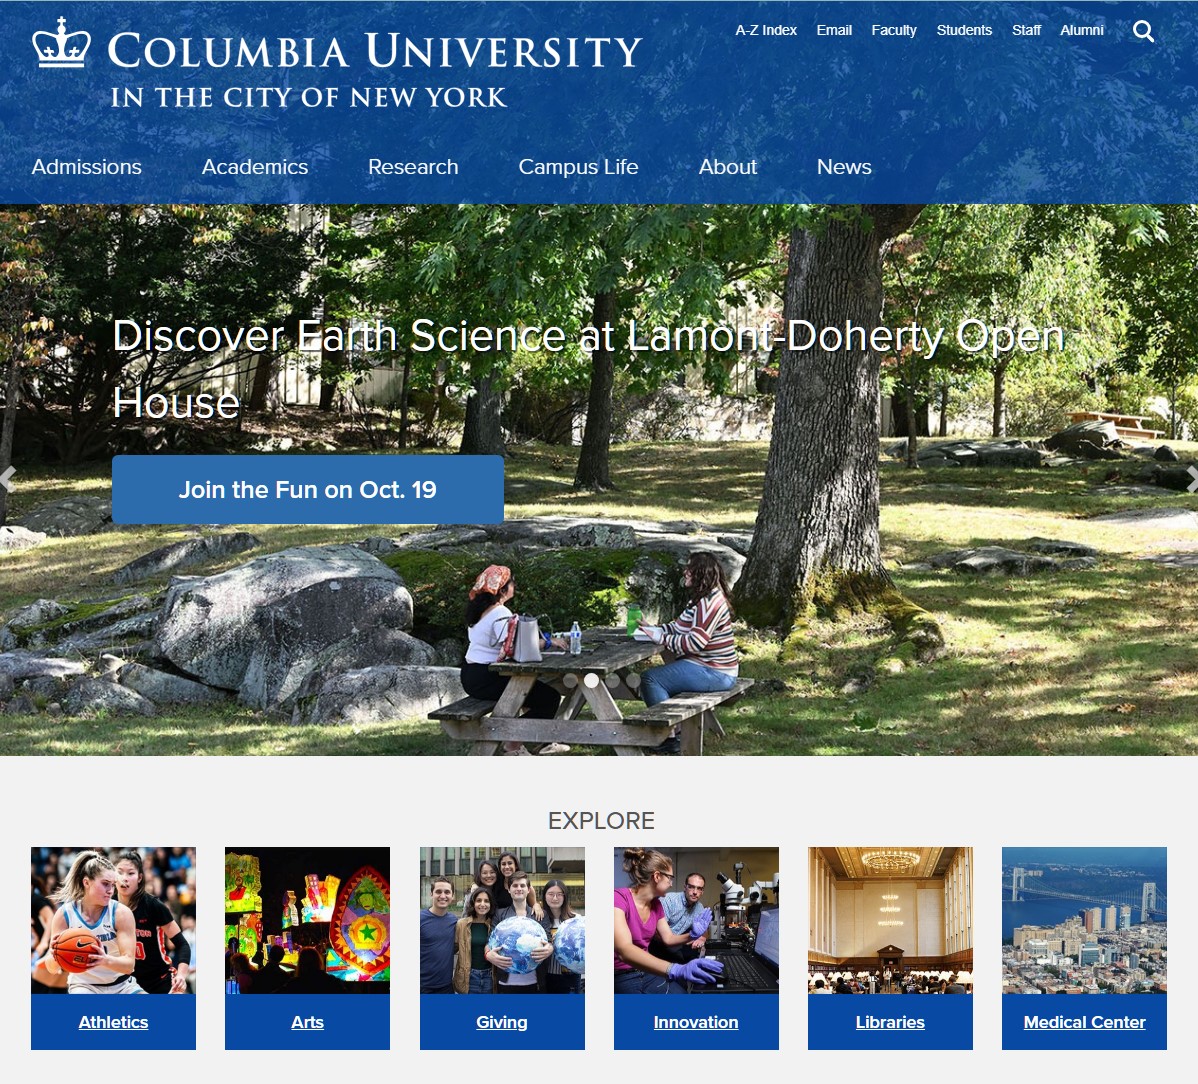 COLUMBIA UNIVERSITY
IN THE CITY OF NEW YORK
A-Z Index Email Faculty Students Staff Alumni
Admissions Academics Research Campus Life About News
Discover Earth Science at Lamont-Doherty Open
House
Join the Fun on Oct. 19
EXPLORE
Athletics Arts Giving Innovation Libraries Medical Center